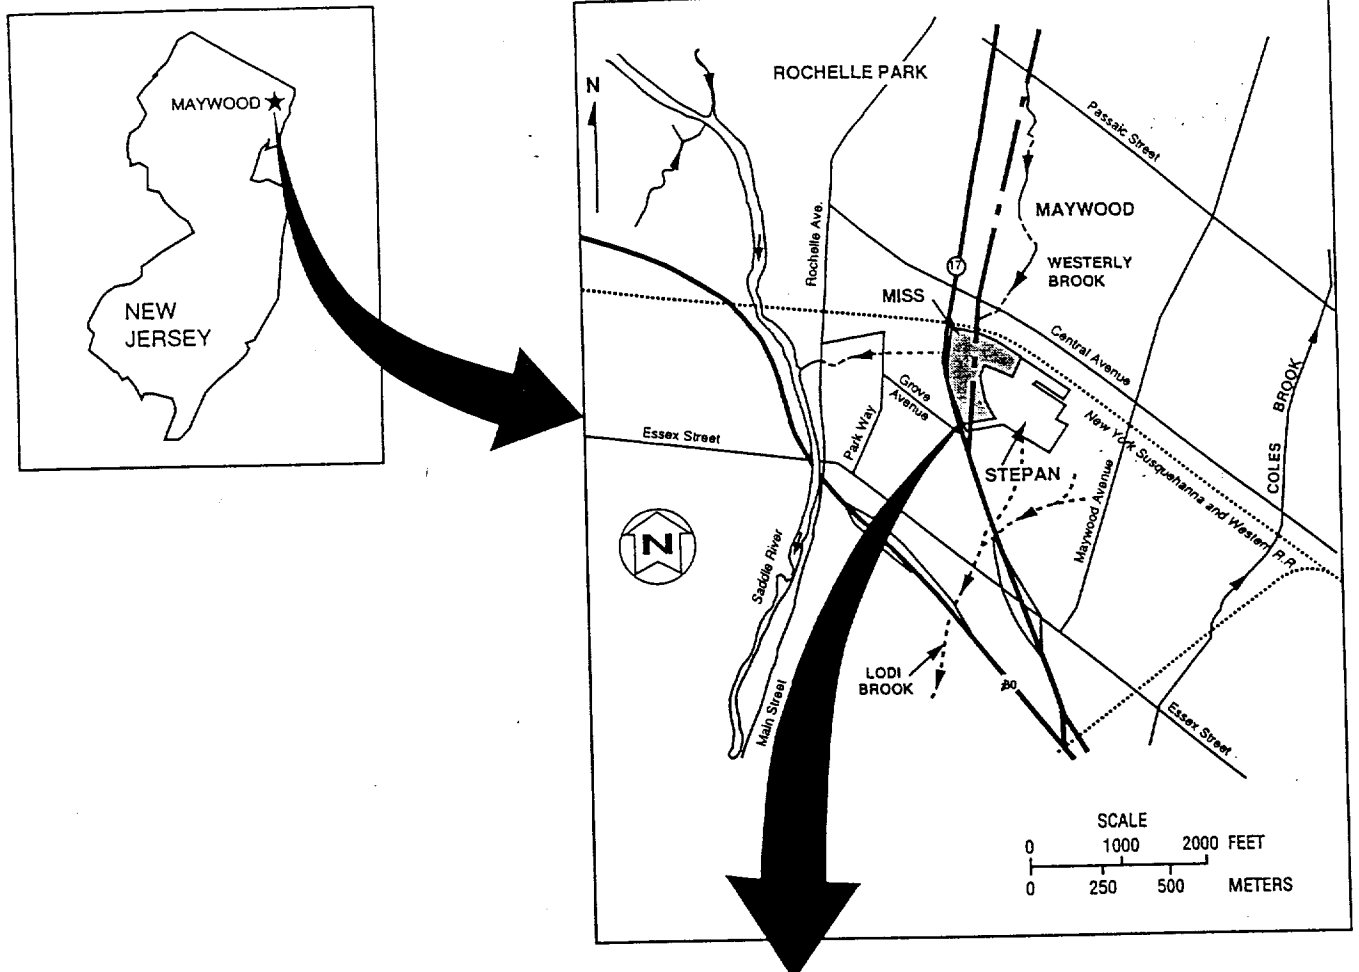 MAYWOOD
NEW
JERSEY
N
ROCHELLE PARK
Passaic Street
Rochelle Ave.
MAYWOOD
17
WESTERLY
BROOK
MISS
Central Avenue
Grove
Avenue
Park Way
Essex Street
New York Susquehanna and Western R.R.
COLES BROOK
STEPAN
Maywood Avenue
N
Saddle River
LODI
BROOK
80
Main Street
Essex Street
SCALE
0 1000 2000 FEET
0 250 500 METERS